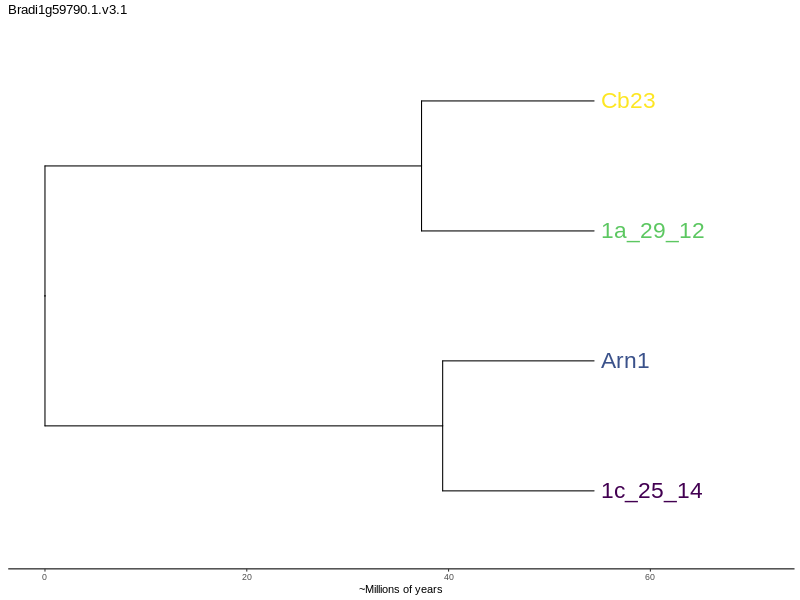 Bradi1g59790.1.v3.1
Cb23
1a_29_12
Arn1
1c_25_14
0 20 40 60
~Millions of years